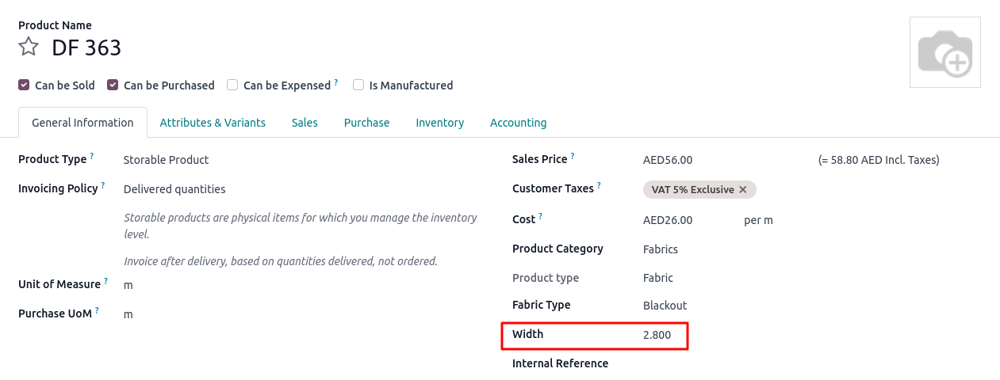 Product Name
DF 363
Can be Sold Can be Purchased Can be Expensed ? Is Manufactured
General Information Attributes & Variants Sales Purchase Inventory Accounting
Product Type ? Storable Product
Invoicing Policy ? Delivered quantities
Storable products are physical items for which you manage the inventory
level.
Invoice after delivery, based on quantities delivered, not ordered.
Unit of Measure ? m
Purchase UoM ? m
Sales Price ? AED56.00 (= 58.80 AED Incl. Taxes)
Customer Taxes ? VAT 5% Exclusive ×
Cost ? AED26.00 per m
Product Category Fabrics
Product type Fabric
Fabric Type Blackout
Width 2.800
Internal Reference